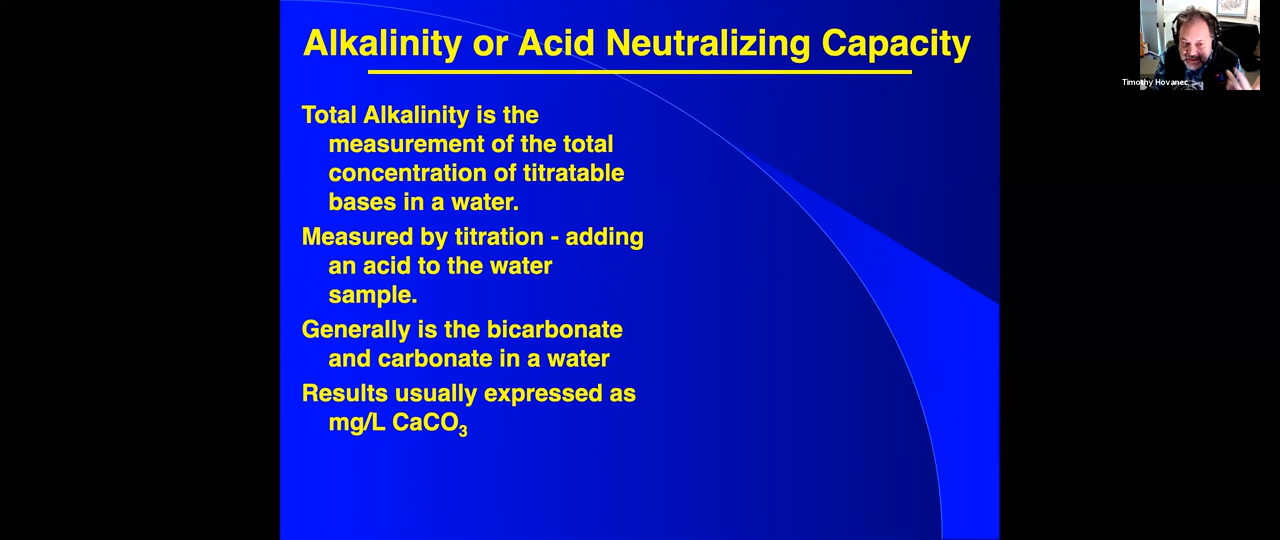 Alkalinity or Acid Neutralizing Capacity
Timothy Hovanec
Total Alkalinity is the
measurement of the total
concentration of titratable
bases in a water.
Measured by titration - adding
an acid to the water
sample.
Generally is the bicarbonate
and carbonate in a water
Results usually expressed as
mg/L CaCO₃